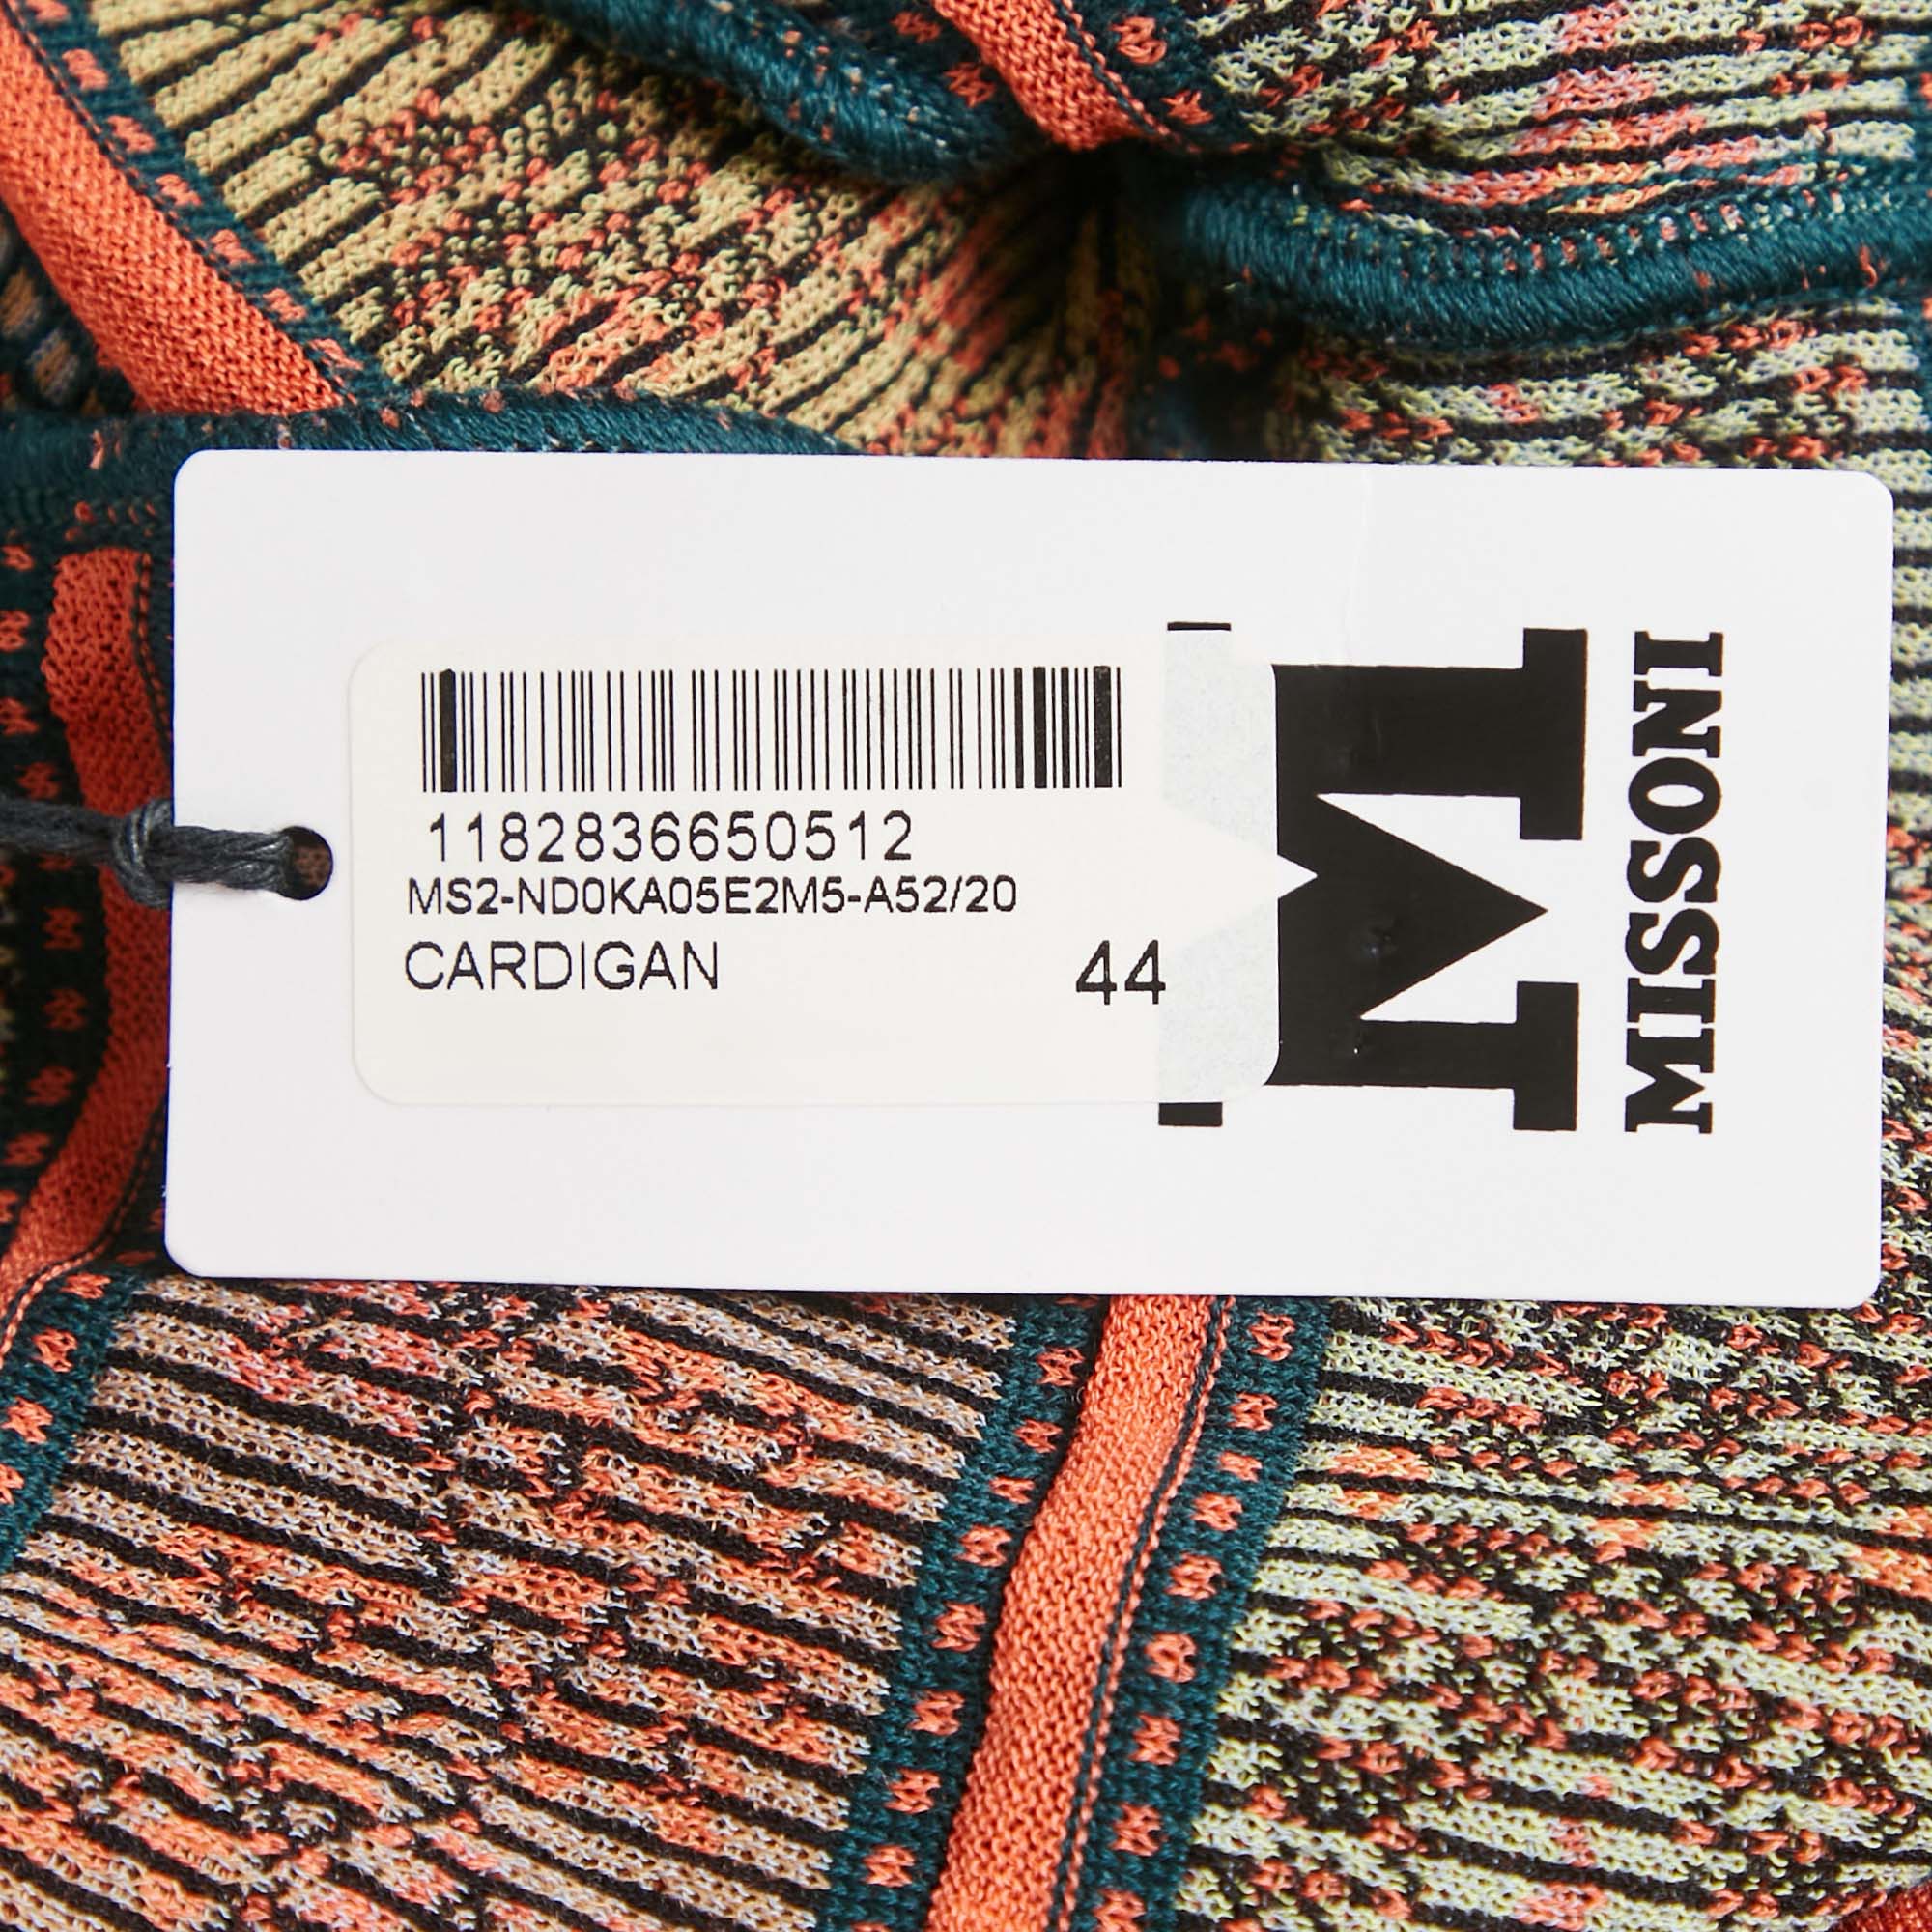 1182836650512
MS2-ND0KA05E2M5-A52/20
CARDIGAN 44
M
MISSONI